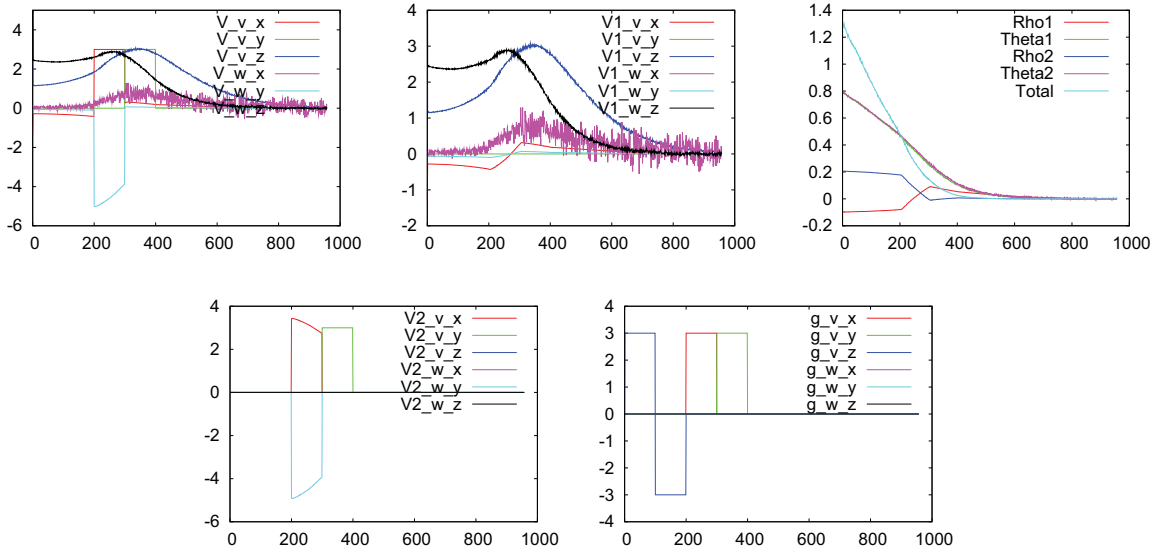 4
2
0
-2
-4
-6
0 200 400 600 800 1000
V_v_x
V_v_y
V_v_z
V_w_x
V_w_y
V_w_z
4
3
2
1
0
-1
-2
0 200 400 600 800 1000
V1_v_x
V1_v_y
V1_v_z
V1_w_x
V1_w_y
V1_w_z
1.4
1.2
1
0.8
0.6
0.4
0.2
0
-0.2
0 200 400 600 800 1000
Rho1
Theta1
Rho2
Theta2
Total
4
2
0
-2
-4
-6
0 200 400 600 800 1000
V2_v_x
V2_v_y
V2_v_z
V2_w_x
V2_w_y
V2_w_z
4
3
2
1
0
-1
-2
-3
-4
0 200 400 600 800 1000
g_v_x
g_v_y
g_v_z
g_w_x
g_w_y
g_w_z